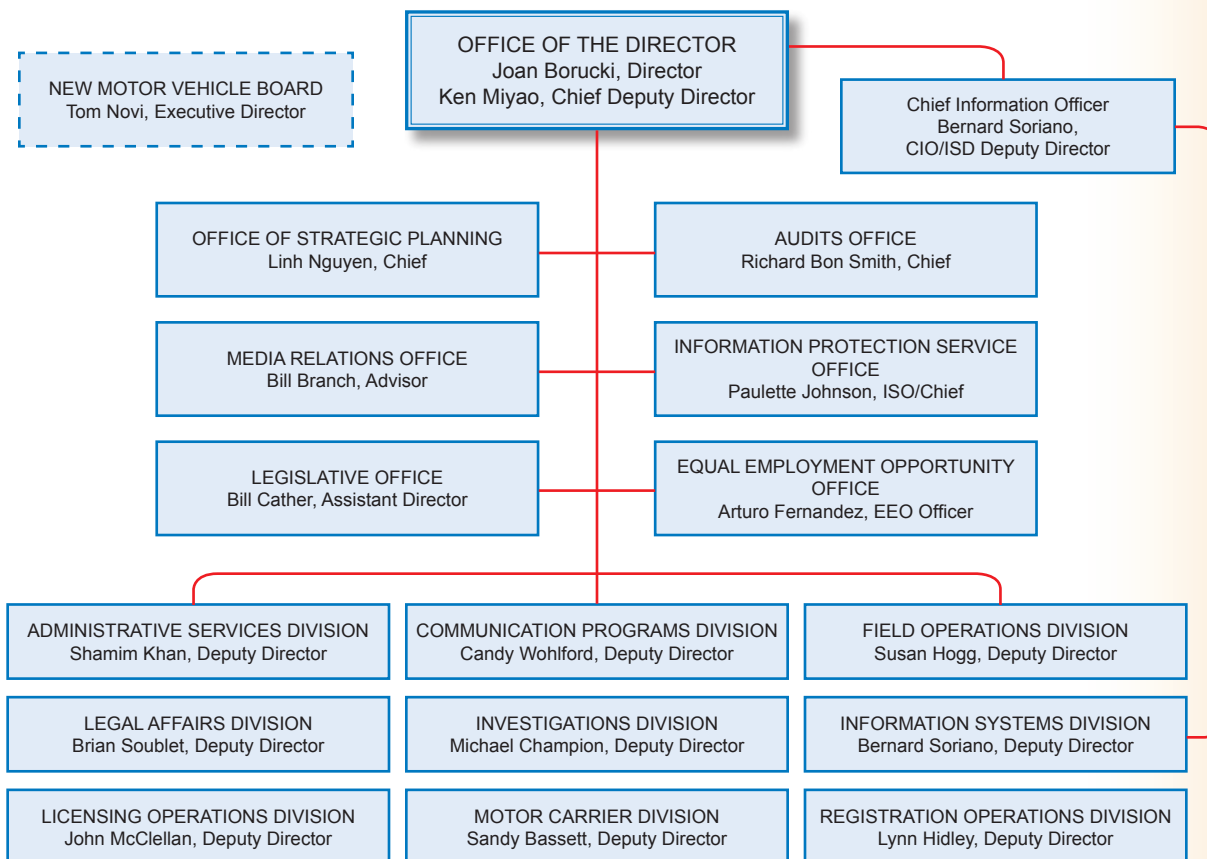 OFFICE OF THE DIRECTOR
Joan Borucki, Director
Ken Miyao, Chief Deputy Director
NEW MOTOR VEHICLE BOARD
Tom Novi, Executive Director
Chief Information Officer
Bernard Soriano,
CIO/ISD Deputy Director
OFFICE OF STRATEGIC PLANNING
Linh Nguyen, Chief
AUDITS OFFICE
Richard Bon Smith, Chief
MEDIA RELATIONS OFFICE
Bill Branch, Advisor
INFORMATION PROTECTION SERVICE
OFFICE
Paulette Johnson, ISO/Chief
LEGISLATIVE OFFICE
Bill Cather, Assistant Director
EQUAL EMPLOYMENT OPPORTUNITY
OFFICE
Arturo Fernandez, EEO Officer
ADMINISTRATIVE SERVICES DIVISION
Shamim Khan, Deputy Director
COMMUNICATION PROGRAMS DIVISION
Candy Wohlford, Deputy Director
FIELD OPERATIONS DIVISION
Susan Hogg, Deputy Director
LEGAL AFFAIRS DIVISION
Brian Soublet, Deputy Director
INVESTIGATIONS DIVISION
Michael Champion, Deputy Director
INFORMATION SYSTEMS DIVISION
Bernard Soriano, Deputy Director
LICENSING OPERATIONS DIVISION
John McClellan, Deputy Director
MOTOR CARRIER DIVISION
Sandy Bassett, Deputy Director
REGISTRATION OPERATIONS DIVISION
Lynn Hidley, Deputy Director